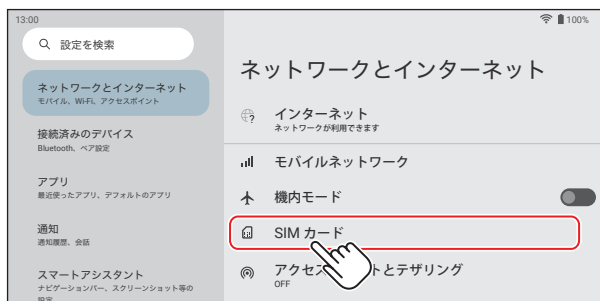 13:00
100%
設定を検索
ネットワークとインターネット
モバイル、Wi-Fi、アクセスポイント
接続済みのデバイス
Bluetooth、ペア設定
アプリ
最近使ったアプリ、デフォルトのアプリ
通知
通知履歴、会話
スマートアシスタント
ナビゲーションバー、スクリーンショット等の
設定
ネットワークとインターネット
インターネット
ネットワークが利用できます
モバイルネットワーク
機内モード
SIM カード
アクセス トとテザリング
OFF